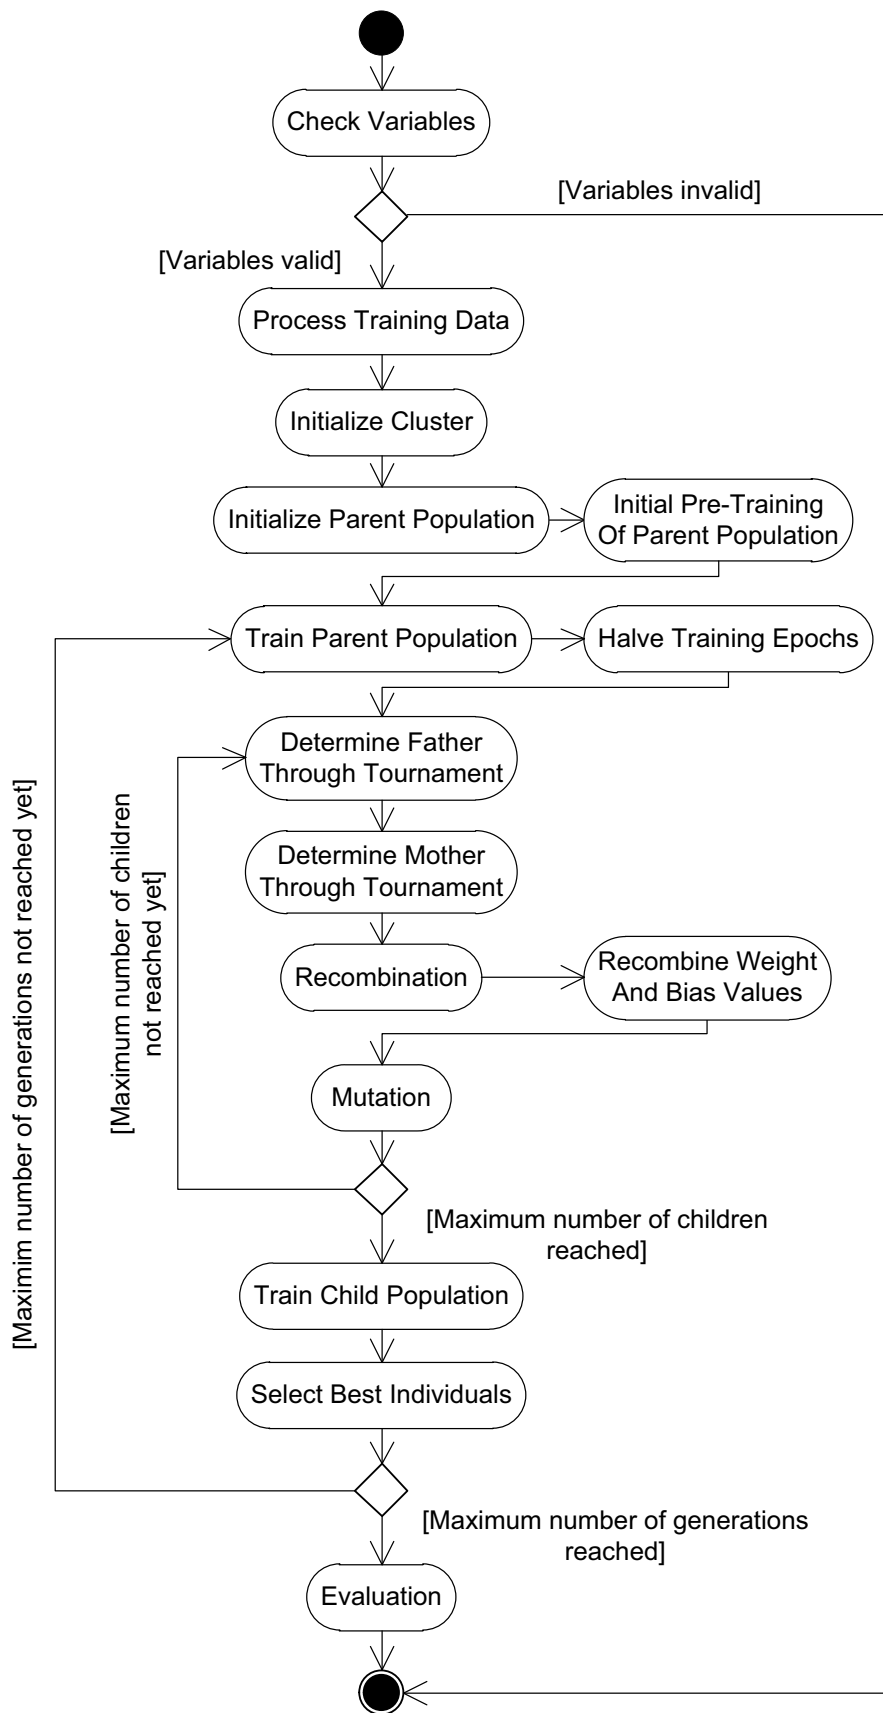 Check Variables
[Variables invalid]
[Variables valid]
Process Training Data
Initialize Cluster
Initialize Parent Population
Initial Pre-Training
Of Parent Population
Train Parent Population
Halve Training Epochs
Determine Father
Through Tournament
[Maximim number of generations not reached yet]
[Maximum number of children
not reached yet]
Determine Mother
Through Tournament
Recombination
Recombine Weight
And Bias Values
Mutation
[Maximum number of children
reached]
Train Child Population
Select Best Individuals
[Maximum number of generations
reached]
Evaluation